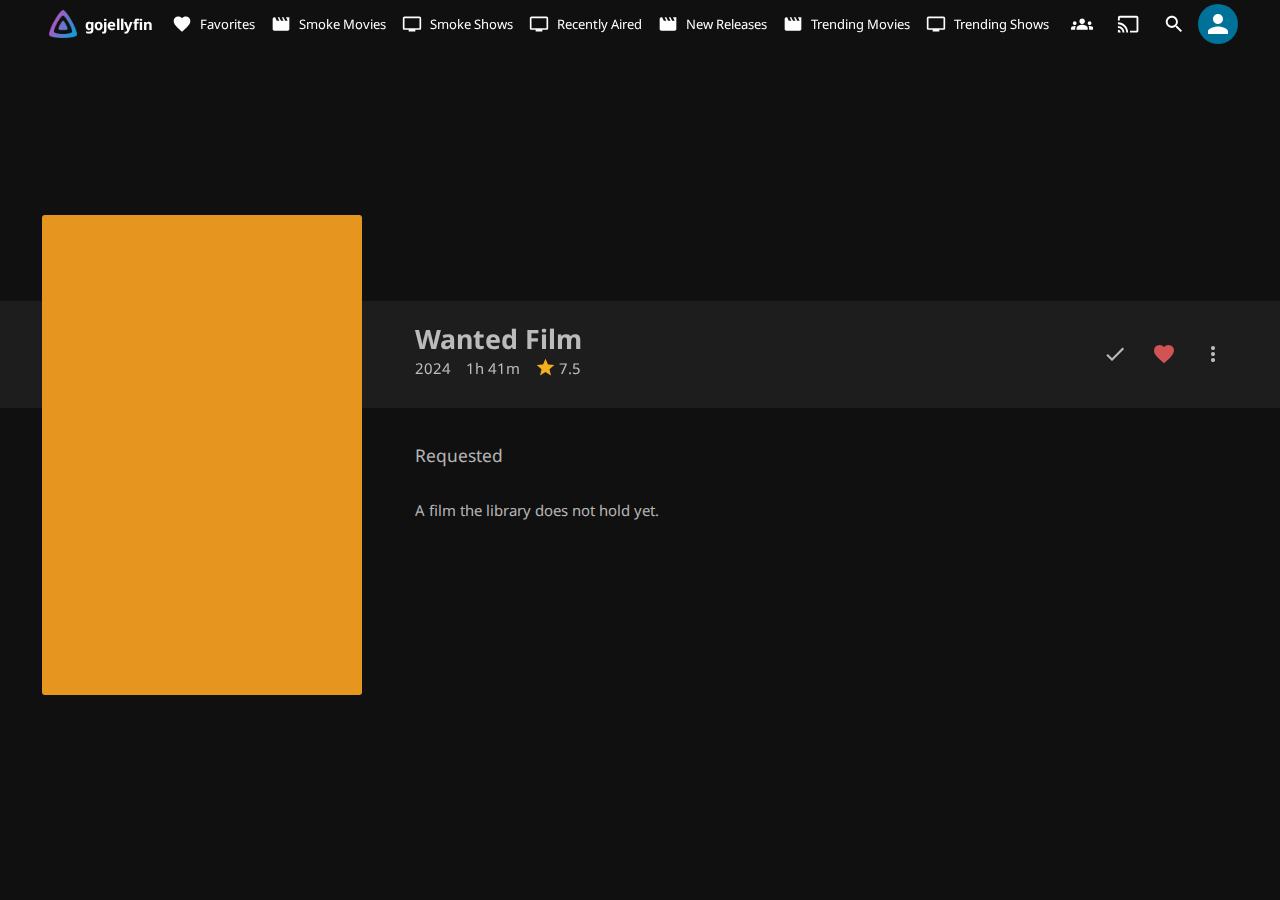 gojellyfin Favorites Smoke Movies Smoke Shows Recently Aired New Releases Trending Movies Trending Shows
Wanted Film
2024 1h 41m 7.5
Requested
A film the library does not hold yet.